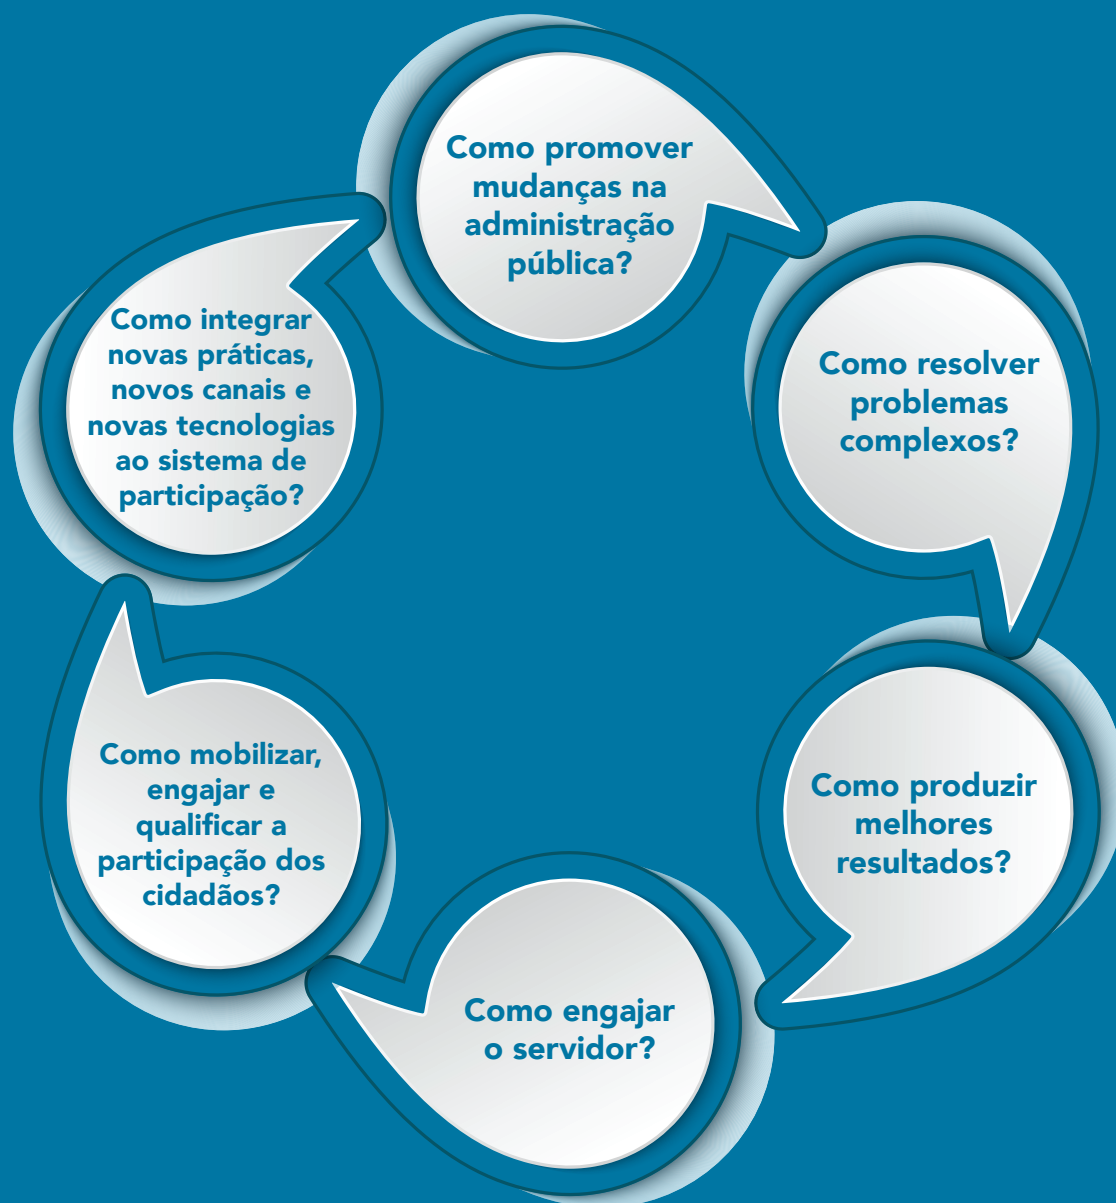 Como promover
mudanças na
administração
pública?
Como resolver
problemas
complexos?
Como produzir
melhores
resultados?
Como engajar
o servidor?
Como mobilizar,
engajar e
qualificar a
participação dos
cidadãos?
Como integrar
novas práticas,
novos canais e
novas tecnologias
ao sistema de
participação?